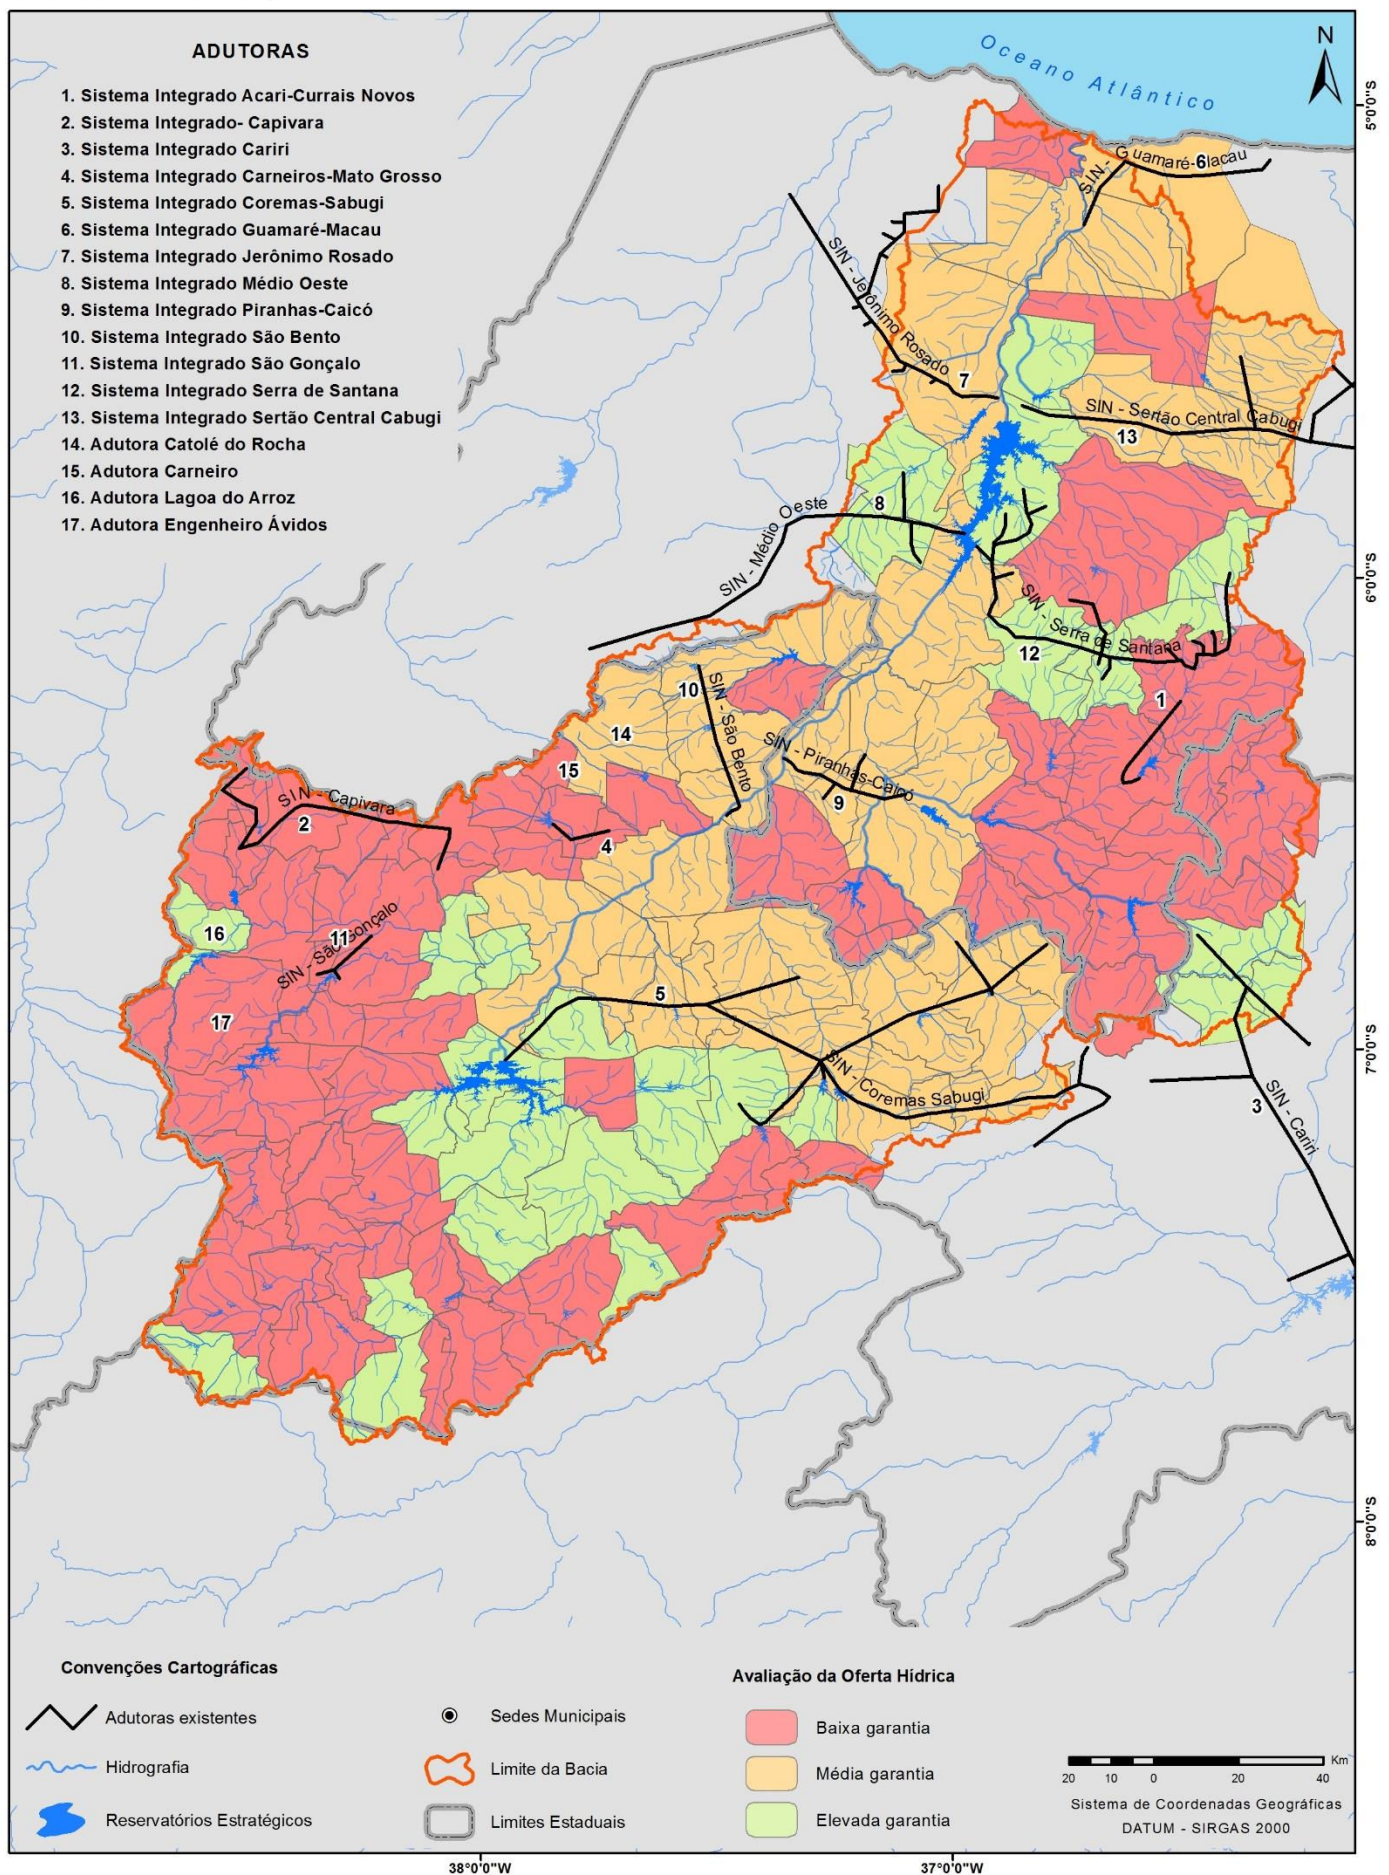 ADUTORAS
1. Sistema Integrado Acari-Currais Novos
2. Sistema Integrado- Capivara
3. Sistema Integrado Cariri
4. Sistema Integrado Carneiros-Mato Grosso
5. Sistema Integrado Coremas-Sabugi
6. Sistema Integrado Guamaré-Macau
7. Sistema Integrado Jerônimo Rosado
8. Sistema Integrado Médio Oeste
9. Sistema Integrado Piranhas-Caicó
10. Sistema Integrado São Bento
11. Sistema Integrado São Gonçalo
12. Sistema Integrado Serra de Santana
13. Sistema Integrado Sertão Central Cabugi
14. Adutora Catolé do Rocha
15. Adutora Carneiro
16. Adutora Lagoa do Arroz
17. Adutora Engenheiro Ávidos
Oceano Atlântico
N
5°0'0"S
6°0'0"S
7°0'0"S
8°0'0"S
SIN - Guamaré-Macau
6
SIN - Jerônimo Rosado
7
SIN - Sertão Central Cabugi
13
SIN - Médio Oeste
8
SIN - Serra de Santana
12
1
10
SIN - São Bento
14
15
SIN - Piranhas-Caicó
9
SIN - Capivara
2
4
16
SIN - São Gonçalo
11
17
5
SIN - Coremas Sabugi
SIN - Cariri
3
Convenções Cartográficas
Adutoras existentes
Hidrografia
Reservatórios Estratégicos
Sedes Municipais
Limite da Bacia
Limites Estaduais
Avaliação da Oferta Hídrica
Baixa garantia
Média garantia
Elevada garantia
Km
20 10 0 20 40
Sistema de Coordenadas Geográficas
DATUM - SIRGAS 2000
38°0'0"W
37°0'0"W